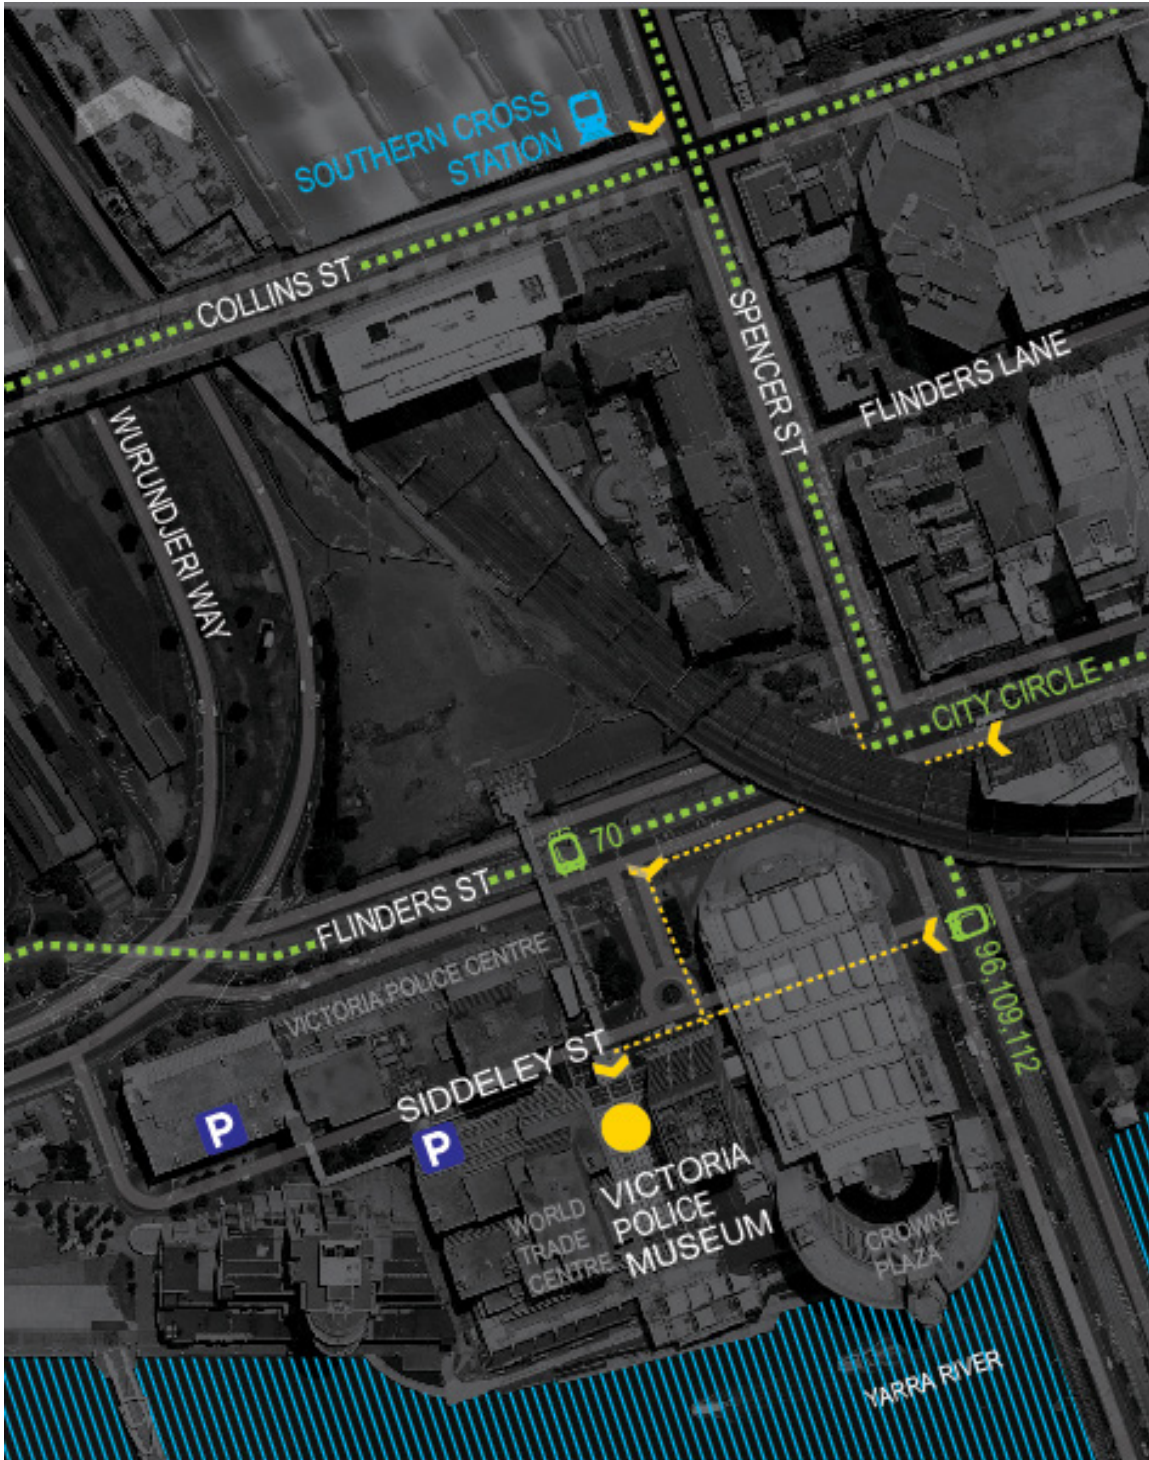 SOUTHERN CROSS
STATION
COLLINS ST
SPENCER ST
FLINDERS LANE
WURUNDJERI WAY
CITY CIRCLE
70
FLINDERS ST
96,109,112
VICTORIA POLICE CENTRE
SIDDELEY ST
P
P
VICTORIA
POLICE
MUSEUM
WORLD
TRADE
CENTRE
CROWNE
PLAZA
YARRA RIVER